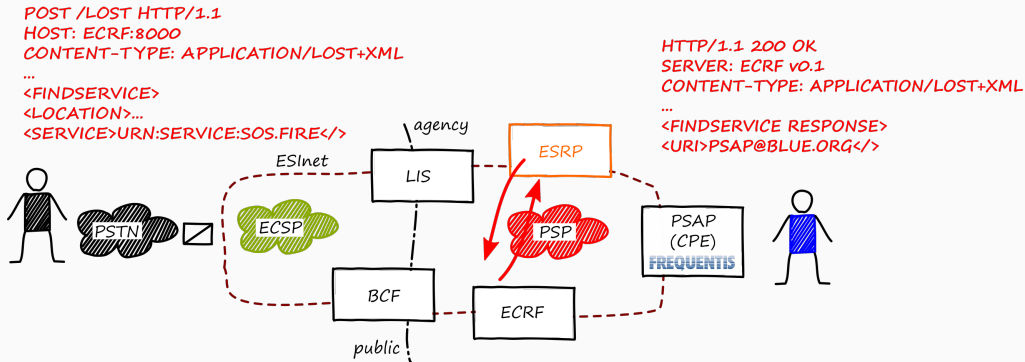 POST /LOST HTTP/1.1
HOST: ECRF:8000
CONTENT-TYPE: APPLICATION/LOST+XML
...
<FINDSERVICE>
<LOCATION>...
<SERVICE>URN:SERVICE:SOS.FIRE</>
HTTP/1.1 200 OK
SERVER: ECRF v0.1
CONTENT-TYPE: APPLICATION/LOST+XML
...
<FINDSERVICE RESPONSE>
<URI>PSAP@BLUE.ORG</>
agency
ESInet
LIS
ESRP
PSTN
ECSP
PSP
PSAP
(CPE)
FREQUENTIS
BCF
ECRF
public